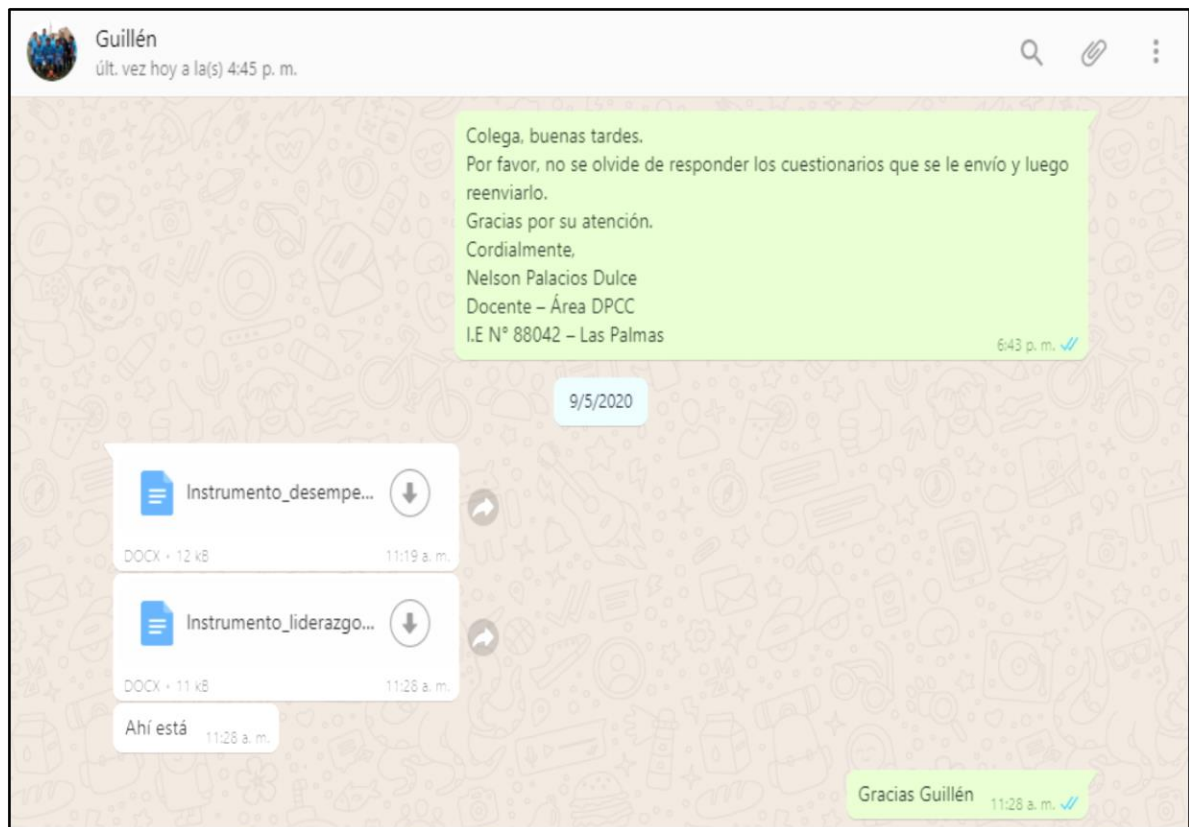 Guillén
últ. vez hoy a la(s) 4:45 p. m.
Colega, buenas tardes.
Por favor, no se olvide de responder los cuestionarios que se le envío y luego
reenviarlo.
Gracias por su atención.
Cordialmente,
Nelson Palacios Dulce
Docente – Área DPCC
I.E N° 88042 – Las Palmas
6:43 p. m.
9/5/2020
Instrumento_desempe...
DOCX • 12 kB 11:19 a. m.
Instrumento_liderazgo...
DOCX • 11 kB 11:28 a. m.
Ahí está 11:28 a. m.
Gracias Guillén 11:28 a. m.